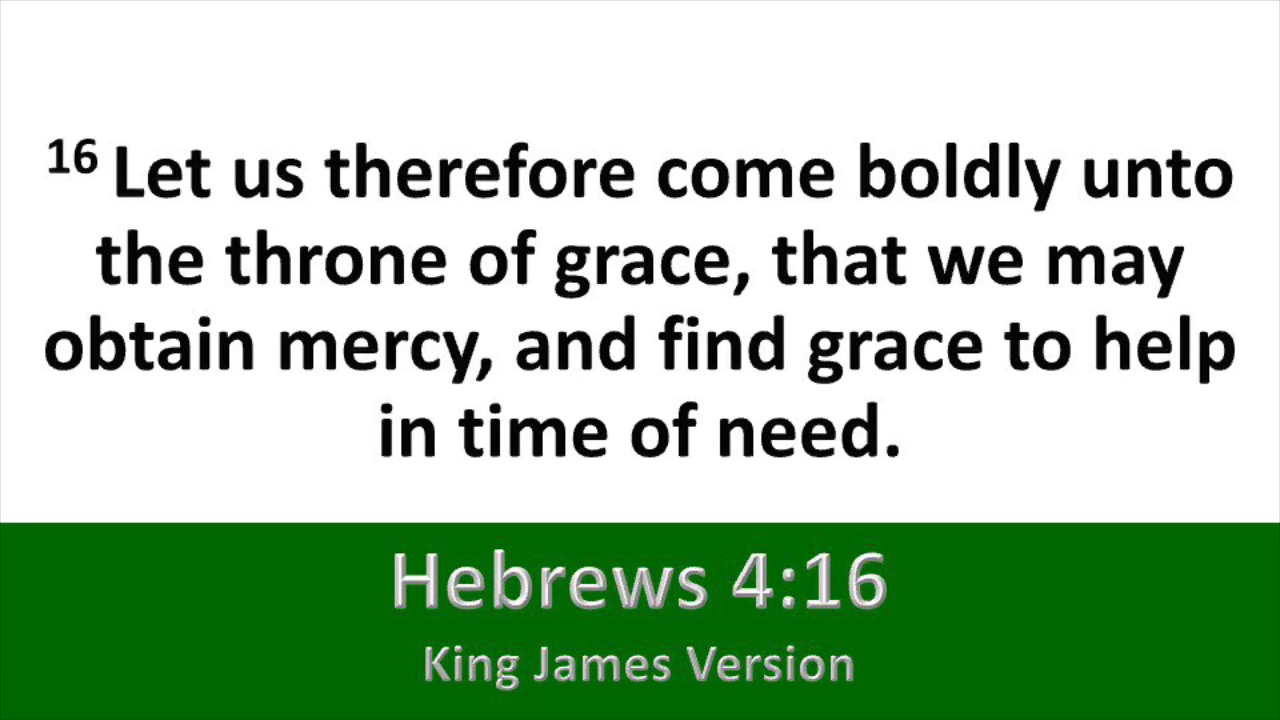 16 Let us therefore come boldly unto
the throne of grace, that we may
obtain mercy, and find grace to help
in time of need.
Hebrews 4:16
King James Version